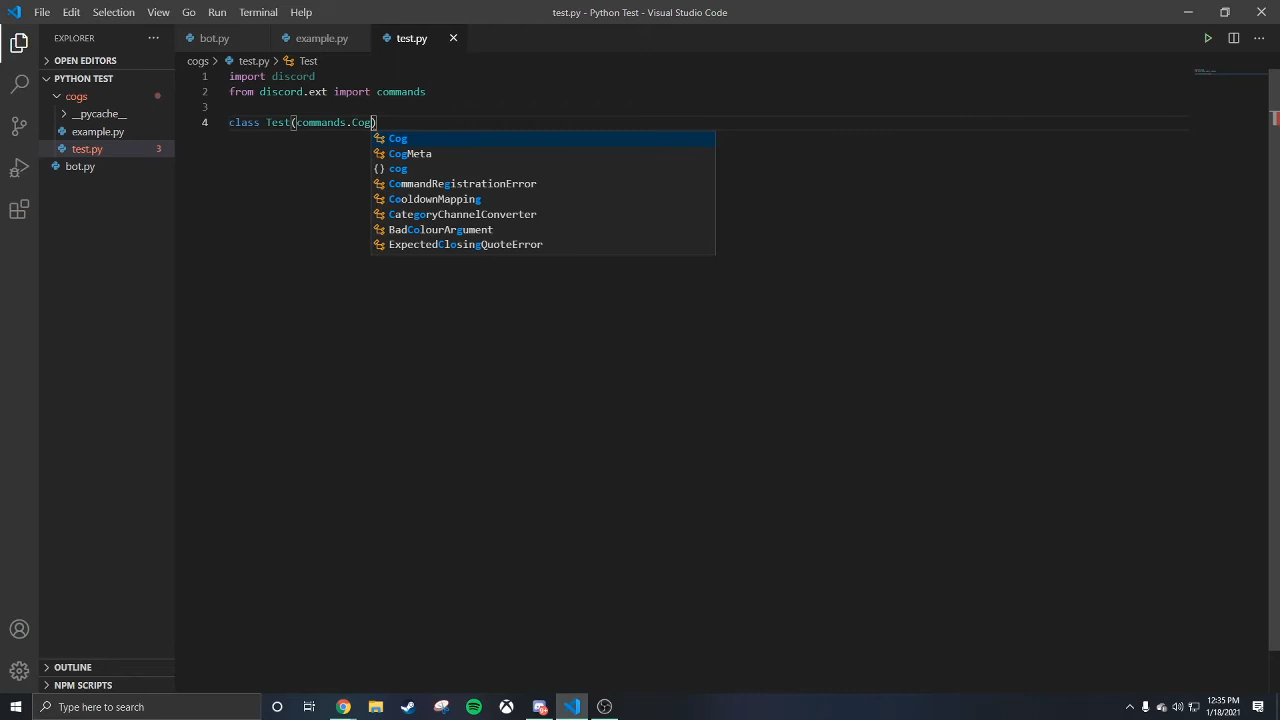 File Edit Selection View Go Run Terminal Help
test.py - Python Test - Visual Studio Code
EXPLORER
bot.py
example.py
test.py
OPEN EDITORS
PYTHON TEST
cogs
__pycache__
example.py
test.py 3
bot.py
cogs > test.py > Test
1 import discord
2 from discord.ext import commands
3
4 class Test(commands.Cog)
Cog
CogMeta
{} cog
CommandRegistrationError
CooldownMapping
CategoryChannelConverter
BadColourArgument
ExpectedClosingQuoteError
OUTLINE
NPM SCRIPTS
Type here to search
12:35 PM
1/18/2021